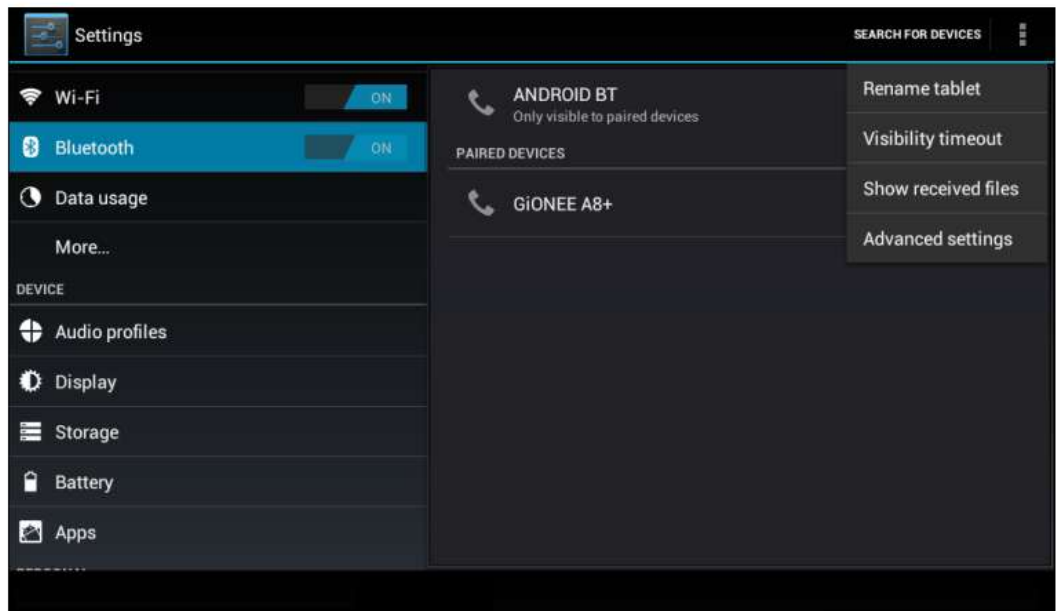 Settings
SEARCH FOR DEVICES
Wi-Fi
ON
Bluetooth
ON
Data usage
More...
DEVICE
Audio profiles
Display
Storage
Battery
Apps
ANDROID BT
Only visible to paired devices
PAIRED DEVICES
GiONEE A8+
Rename tablet
Visibility timeout
Show received files
Advanced settings